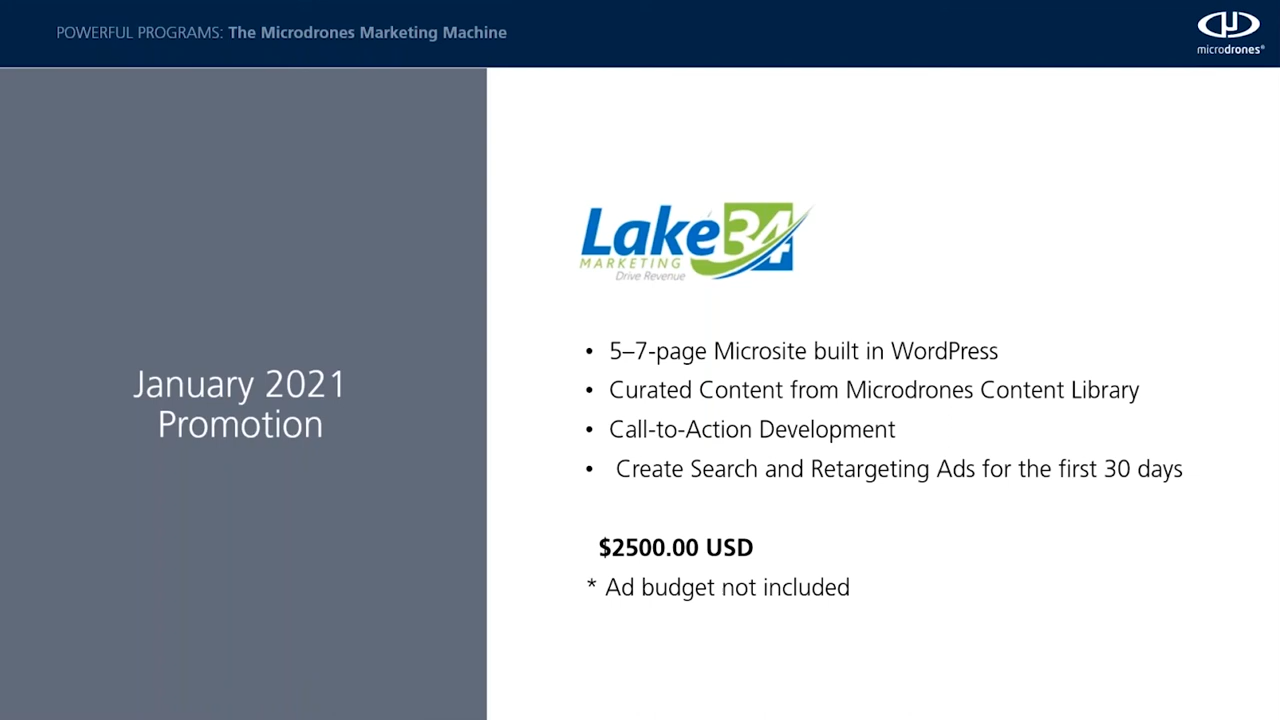 POWERFUL PROGRAMS: The Microdrones Marketing Machine
microdrones®
January 2021
Promotion
Lake 34
MARKETING
Drive Revenue
• 5–7-page Microsite built in WordPress
• Curated Content from Microdrones Content Library
• Call-to-Action Development
• Create Search and Retargeting Ads for the first 30 days
$2500.00 USD
* Ad budget not included